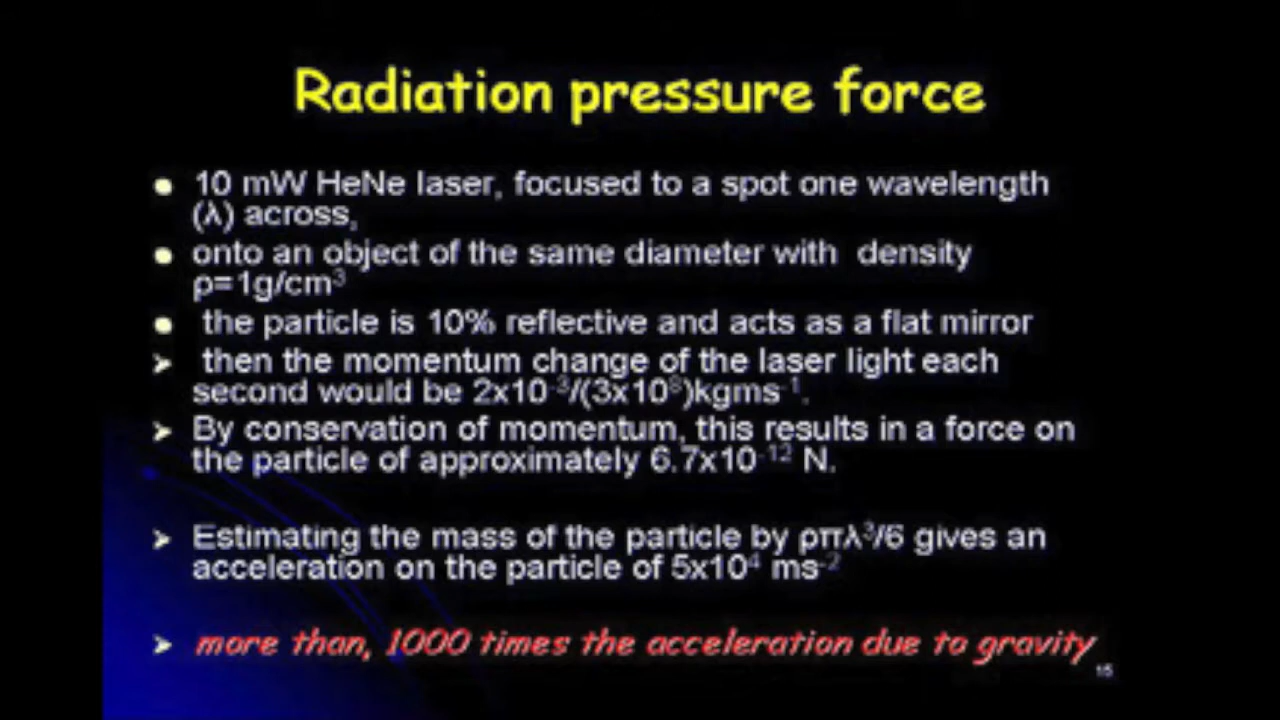 Radiation pressure force
• 10 mW HeNe laser, focused to a spot one wavelength
(λ) across,
• onto an object of the same diameter with density
ρ=1g/cm³
• the particle is 10% reflective and acts as a flat mirror
➢ then the momentum change of the laser light each
second would be 2x10⁻³/(3x10⁸)kgms⁻¹.
➢ By conservation of momentum, this results in a force on
the particle of approximately 6.7x10⁻¹² N.
➢ Estimating the mass of the particle by ρπλ³/6 gives an
acceleration on the particle of 5x10⁴ ms⁻²
➢ more than, 1000 times the acceleration due to gravity
15